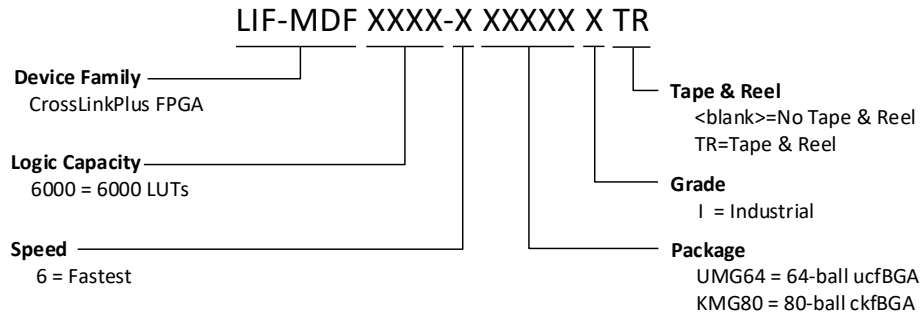 LIF-MDF XXXX-X XXXXX X TR
Device Family
CrossLinkPlus FPGA
Logic Capacity
6000 = 6000 LUTs
Speed
6 = Fastest
Tape & Reel
<blank>=No Tape & Reel
TR=Tape & Reel
Grade
I = Industrial
Package
UMG64 = 64-ball ucfBGA
KMG80 = 80-ball ckfBGA